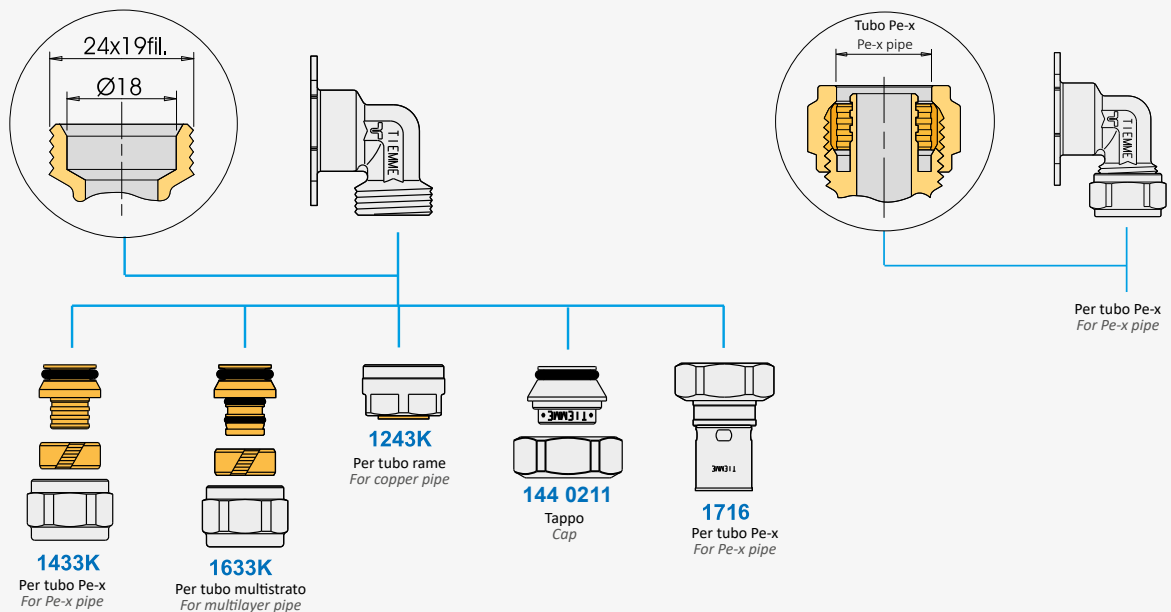 24x19fil.
Ø18
TIEMME
Tubo Pe-x
Pe-x pipe
TIEMME
Per tubo Pe-x
For Pe-x pipe
1433K
Per tubo Pe-x
For Pe-x pipe
1633K
Per tubo multistrato
For multilayer pipe
1243K
Per tubo rame
For copper pipe
TIEMME
144 0211
Tappo
Cap
TIEMME
1716
Per tubo Pe-x
For Pe-x pipe